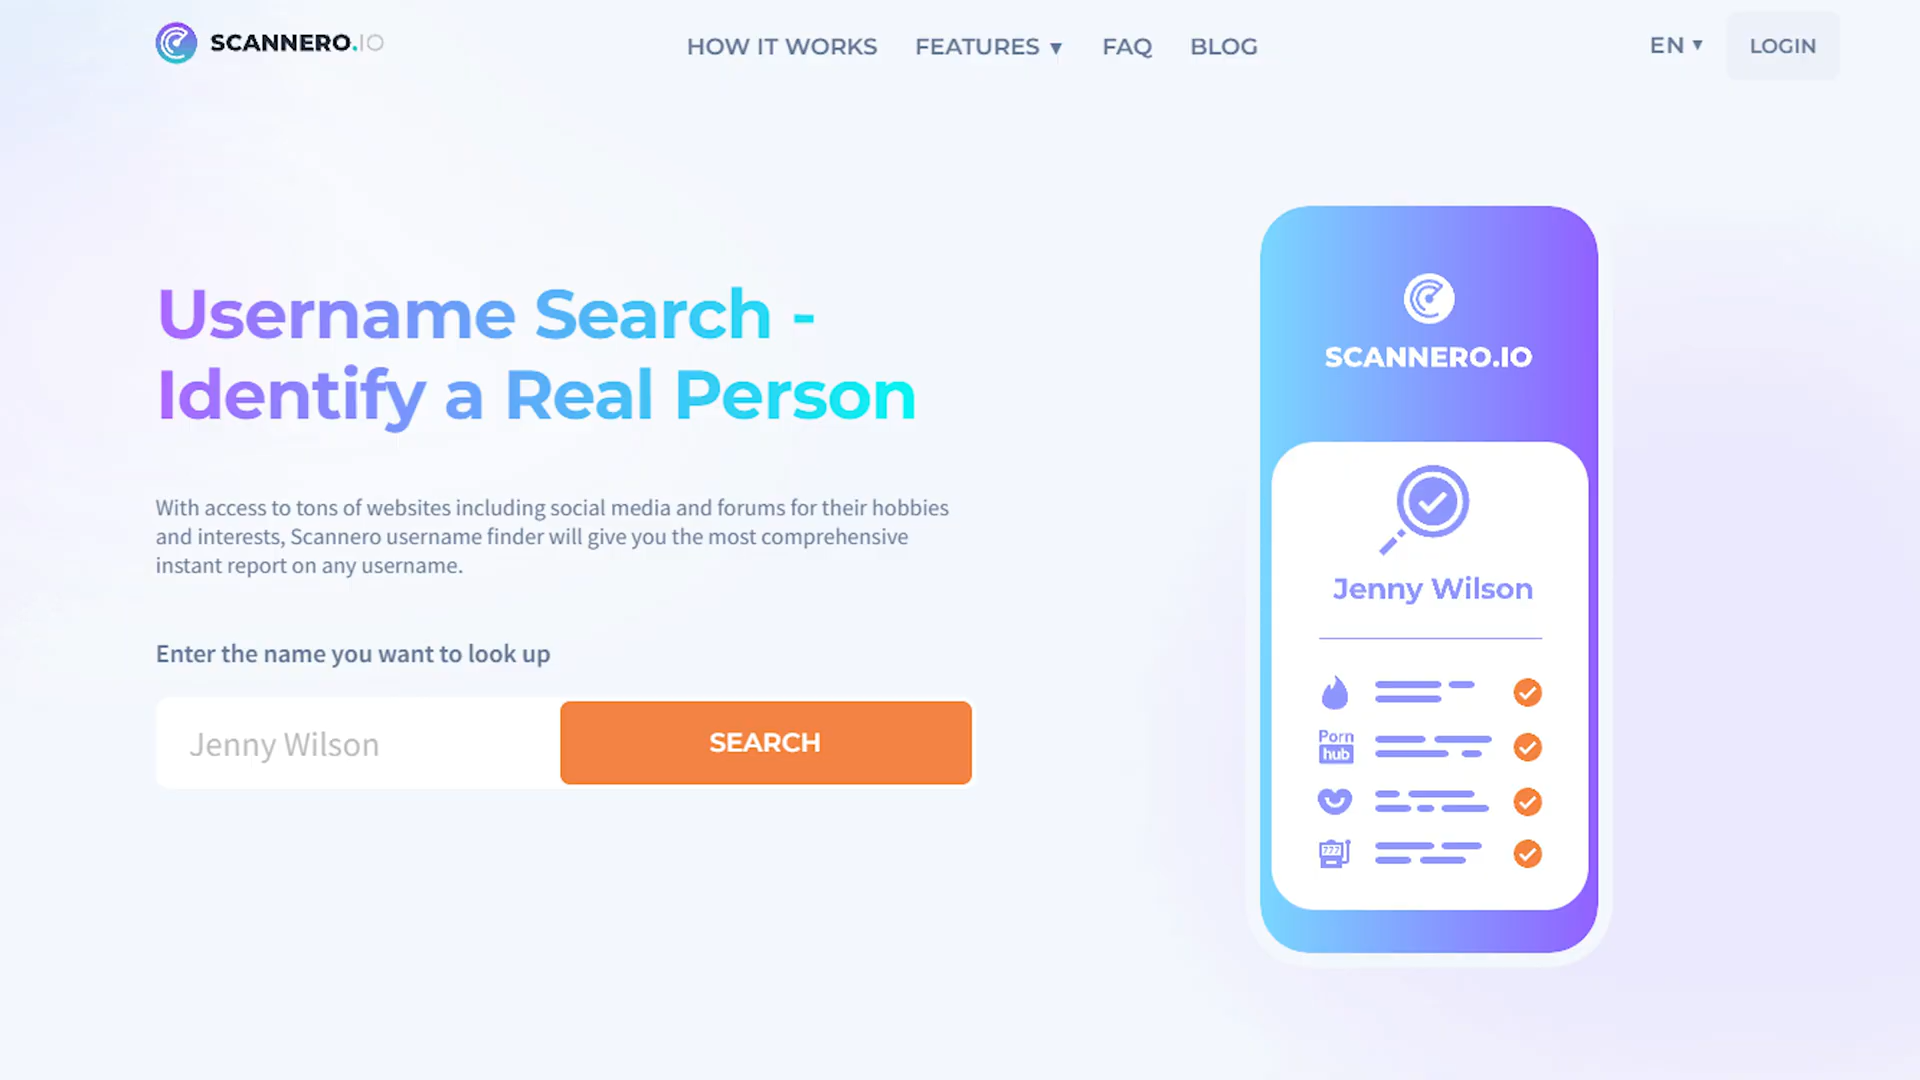 SCANNERO.IO
HOW IT WORKS
FEATURES ▼
FAQ
BLOG
EN ▼
LOGIN
Username Search -
Identify a Real Person
With access to tons of websites including social media and forums for their hobbies
and interests, Scannero username finder will give you the most comprehensive
instant report on any username.
Enter the name you want to look up
Jenny Wilson
SEARCH
SCANNERO.IO
Jenny Wilson
Porn
hub
777